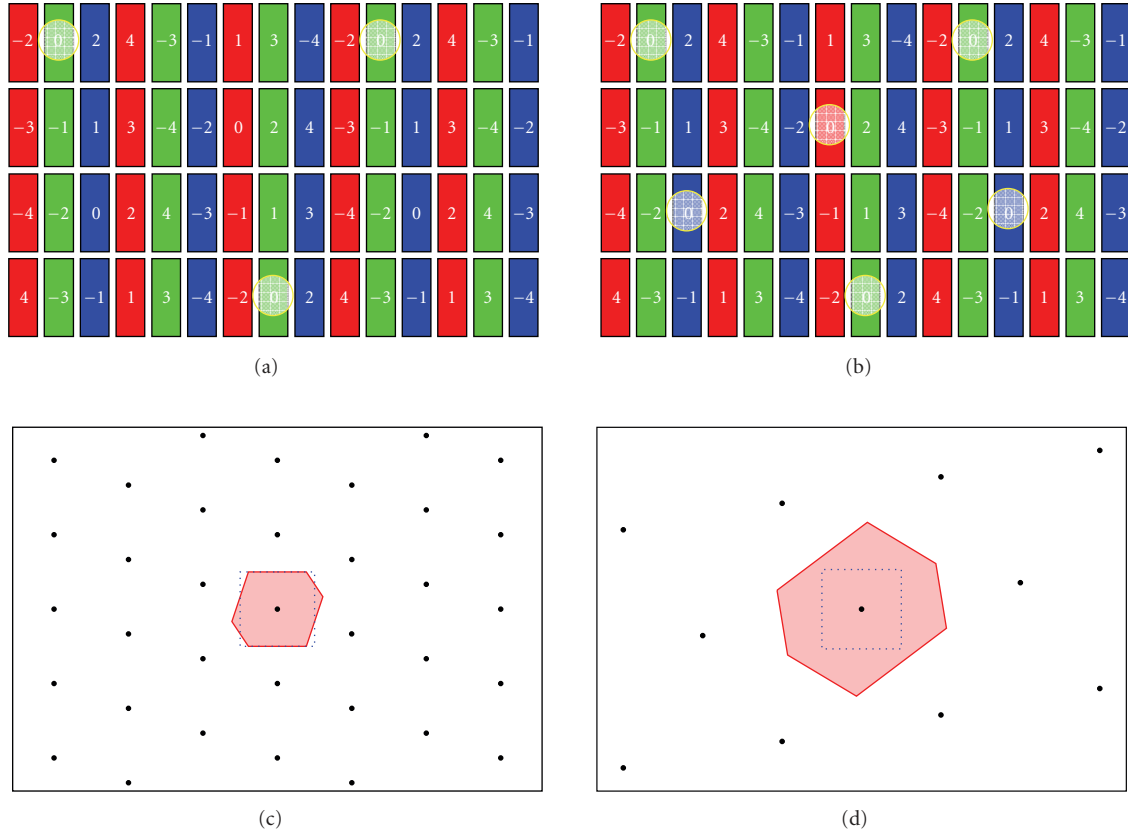 −2 0 2 4 −3 −1 1 3 −4 −2 0 2 4 −3 −1
−3 −1 1 3 −4 −2 0 2 4 −3 −1 1 3 −4 −2
−4 −2 0 2 4 −3 −1 1 3 −4 −2 0 2 4 −3
4 −3 −1 1 3 −4 −2 0 2 4 −3 −1 1 3 −4
(a)
−2 0 2 4 −3 −1 1 3 −4 −2 0 2 4 −3 −1
−3 −1 1 3 −4 −2 0 2 4 −3 −1 1 3 −4 −2
−4 −2 0 2 4 −3 −1 1 3 −4 −2 0 2 4 −3
4 −3 −1 1 3 −4 −2 0 2 4 −3 −1 1 3 −4
(b)
(c)
(d)